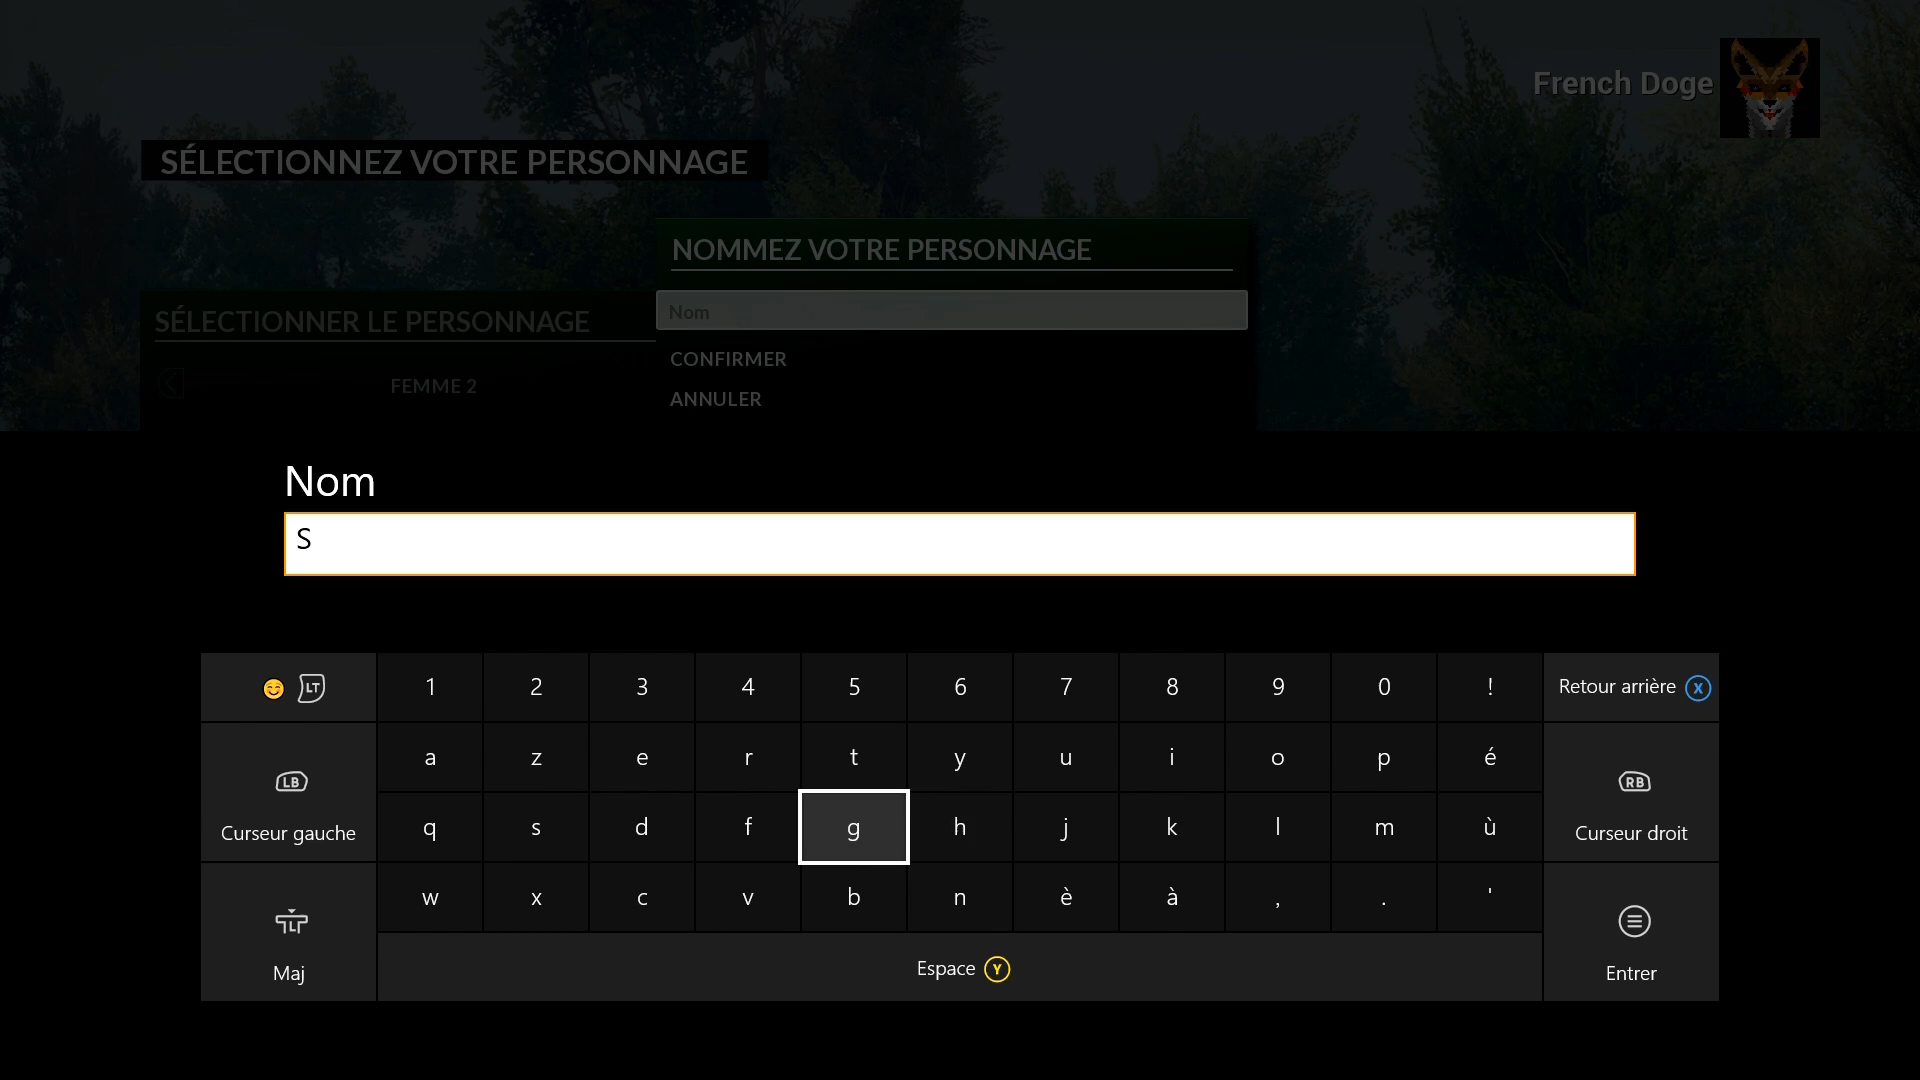 French Doge
SÉLECTIONNEZ VOTRE PERSONNAGE
NOMMEZ VOTRE PERSONNAGE
Nom
SÉLECTIONNER LE PERSONNAGE
CONFIRMER
FEMME 2
ANNULER
Nom
S
LT 1 2 3 4 5 6 7 8 9 0 ! Retour arrière X
a z e r t y u i o p é
LB RB
q s d f g h j k l m ù
Curseur gauche Curseur droit
w x c v b n è à , . '
L
Maj Espace Y Entrer